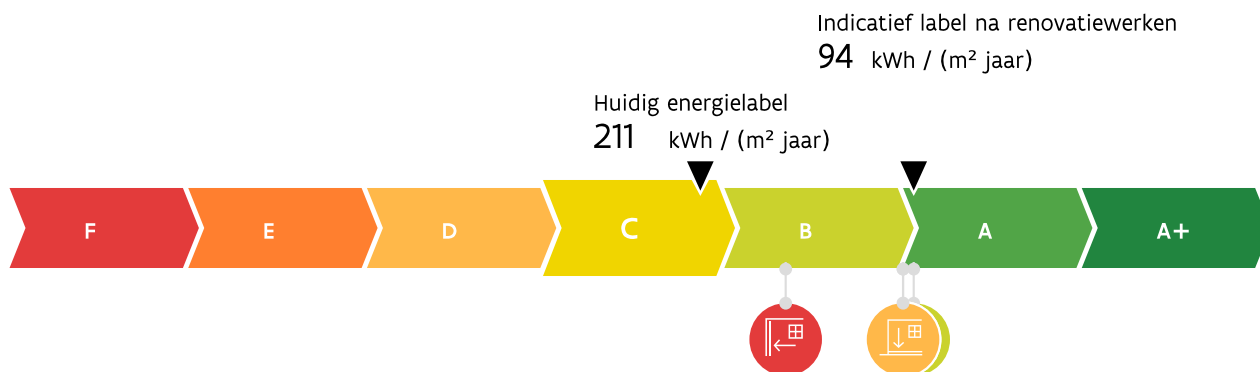 Indicatief label na renovatiewerken
94 kWh / (m² jaar)
Huidig energielabel
211 kWh / (m² jaar)
F E D C B A A+